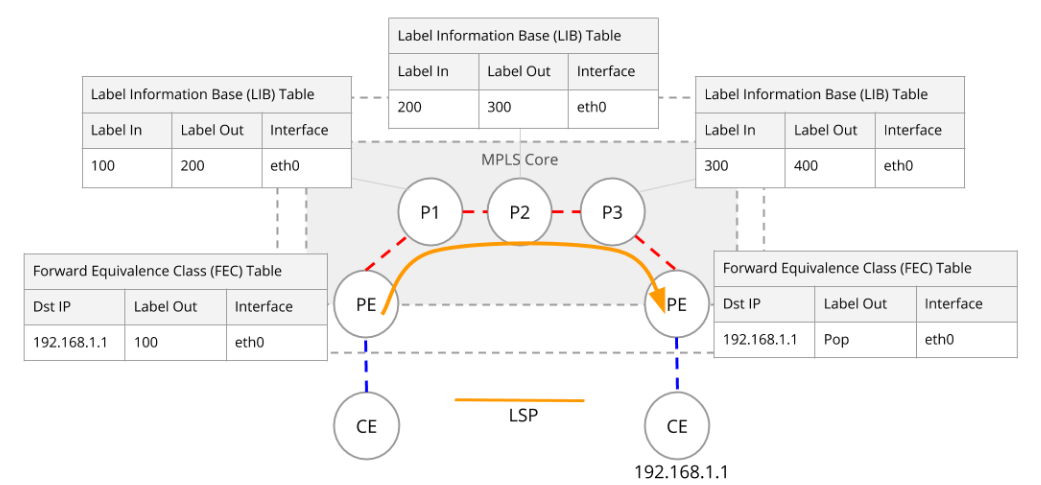 Label Information Base (LIB) Table
Label In Label Out Interface
200 300 eth0
Label Information Base (LIB) Table
Label In Label Out Interface
100 200 eth0
Label Information Base (LIB) Table
Label In Label Out Interface
300 400 eth0
MPLS Core
P1 P2 P3
Forward Equivalence Class (FEC) Table
Dst IP Label Out Interface
192.168.1.1 100 eth0
PE PE
Forward Equivalence Class (FEC) Table
Dst IP Label Out Interface
192.168.1.1 Pop eth0
LSP
CE CE
192.168.1.1